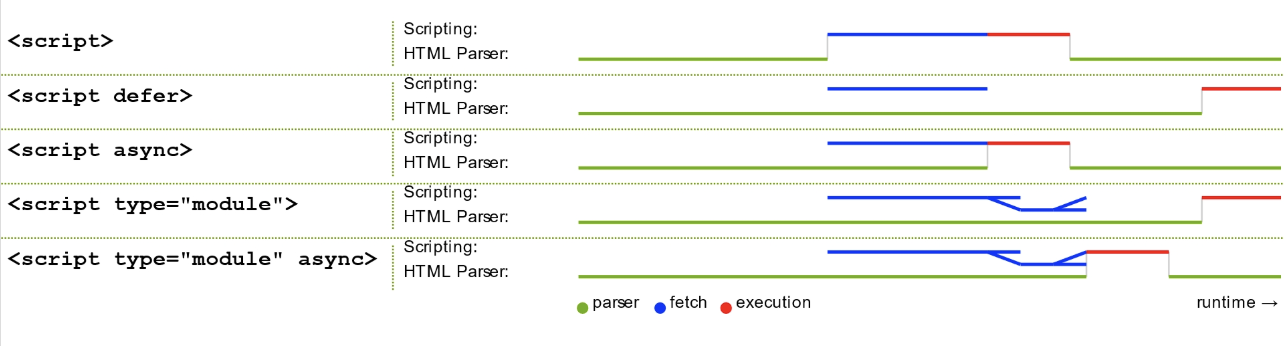 <script>
Scripting:
HTML Parser:
<script defer>
Scripting:
HTML Parser:
<script async>
Scripting:
HTML Parser:
<script type="module">
Scripting:
HTML Parser:
<script type="module" async>
Scripting:
HTML Parser:
parser fetch execution runtime →